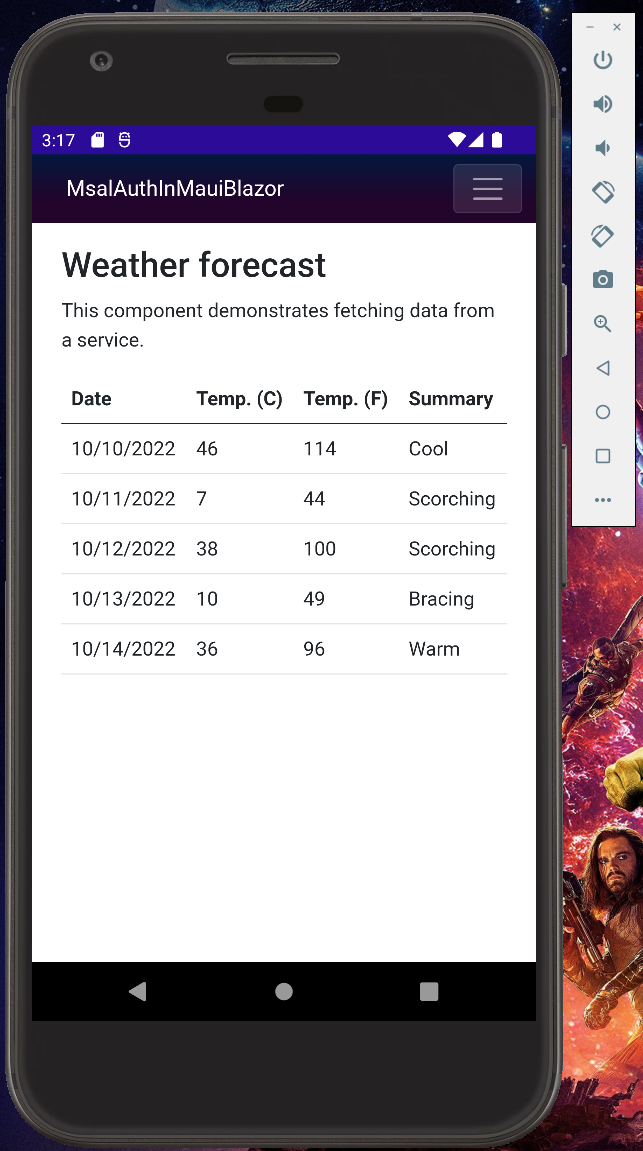 3:17
MsalAuthInMauiBlazor
Weather forecast
This component demonstrates fetching data from
a service.
Date Temp. (C) Temp. (F) Summary
10/10/2022 46 114 Cool
10/11/2022 7 44 Scorching
10/12/2022 38 100 Scorching
10/13/2022 10 49 Bracing
10/14/2022 36 96 Warm